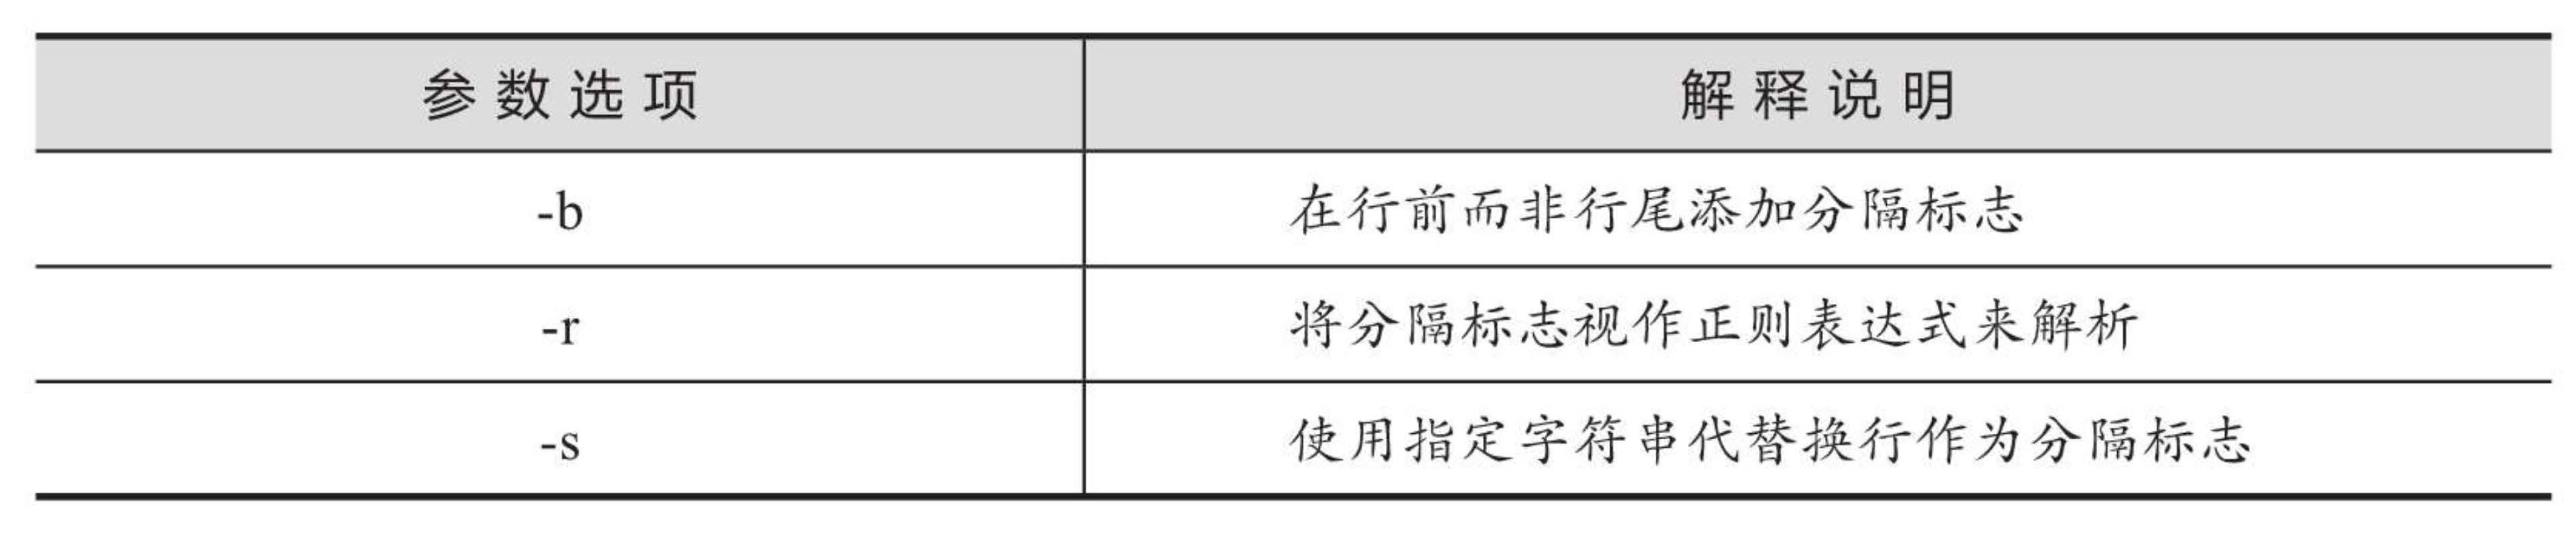 参数选项 解释说明
-b 在行前而非行尾添加分隔标志
-r 将分隔标志视作正则表达式来解析
-s 使用指定字符串代替换行作为分隔标志